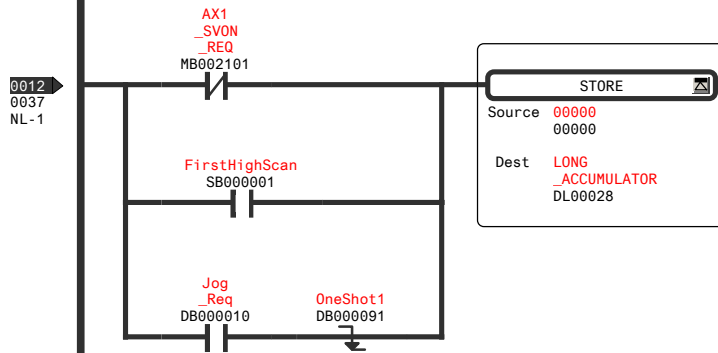 AX1
_SVON
_REQ
MB002101
0012
0037
NL-1
STORE
Source 00000
00000
Dest LONG
_ACCUMULATOR
DL00028
FirstHighScan
SB000001
Jog
_Req
DB000010
OneShot1
DB000091